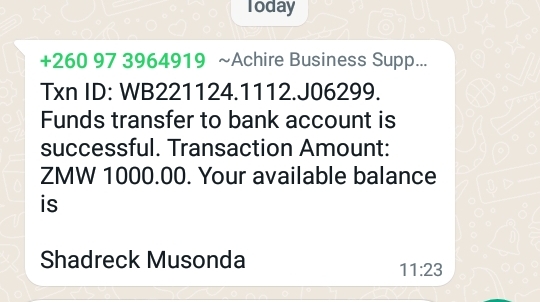 Today
+260 97 3964919 ~Achire Business Supp...
Txn ID: WB221124.1112.J06299.
Funds transfer to bank account is
successful. Transaction Amount:
ZMW 1000.00. Your available balance
is
Shadreck Musonda
11:23